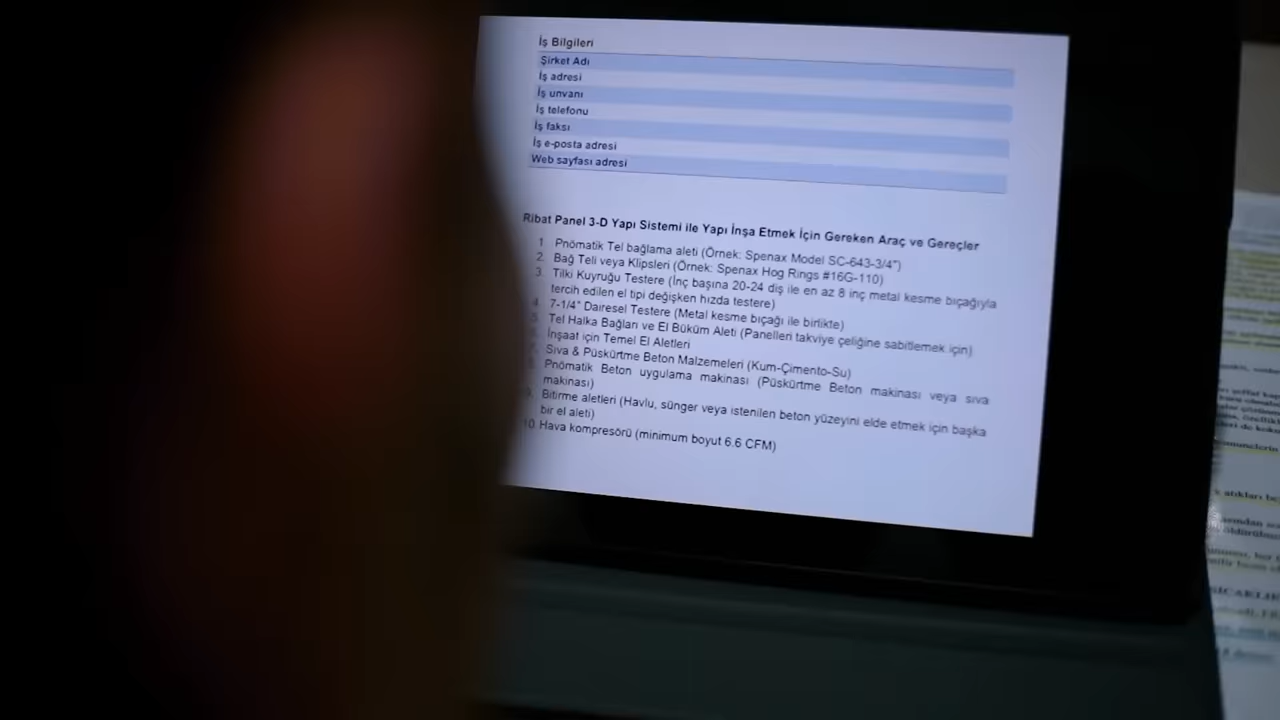 İş Bilgileri
Şirket Adı
İş adresi
İş unvanı
İş telefonu
İş faksı
İş e-posta adresi
Web sayfası adresi
Ribat Panel 3-D Yapı Sistemi ile Yapı İnşa Etmek İçin Gereken Araç ve Gereçler
1. Pnömatik Tel bağlama aleti (Örnek: Spenax Model SC-643-3/4")
2. Bağ Teli veya Klipsleri (Örnek: Spenax Hog Rings #16G-110)
3. Tilki Kuyruğu Testere (İnç başına 20-24 diş ile en az 8 inç metal kesme bıçağıyla
tercih edilen el tipi değişken hızda testere)
4. 7-1/4" Dairesel Testere (Metal kesme bıçağı ile birlikte)
5. Tel Halka Bağları ve El Büküm Aleti (Panelleri takviye çeliğine sabitlemek için)
İnşaat için Temel El Aletleri
Sıva & Püskürtme Beton Malzemeleri (Kum-Çimento-Su)
8. Pnömatik Beton uygulama makinası (Püskürtme Beton makinası veya sıva
makinası)
9. Bitirme aletleri (Havlu, sünger veya istenilen beton yüzeyini elde etmek için başka
bir el aleti)
10. Hava kompresörü (minimum boyut 6.6 CFM)